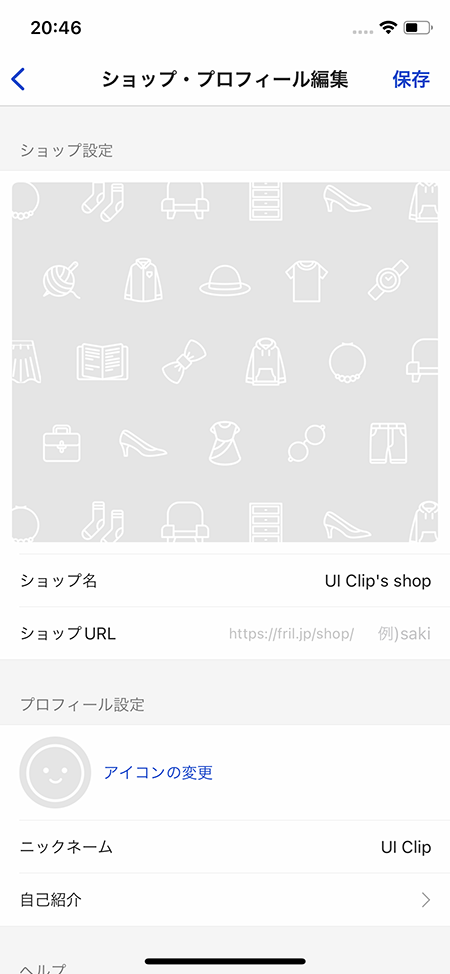 20:46
ショップ・プロフィール編集 保存
ショップ設定
ショップ名 UI Clip's shop
ショップURL https://fril.jp/shop/ 例)saki
プロフィール設定
アイコンの変更
ニックネーム UI Clip
自己紹介
ヘルプ